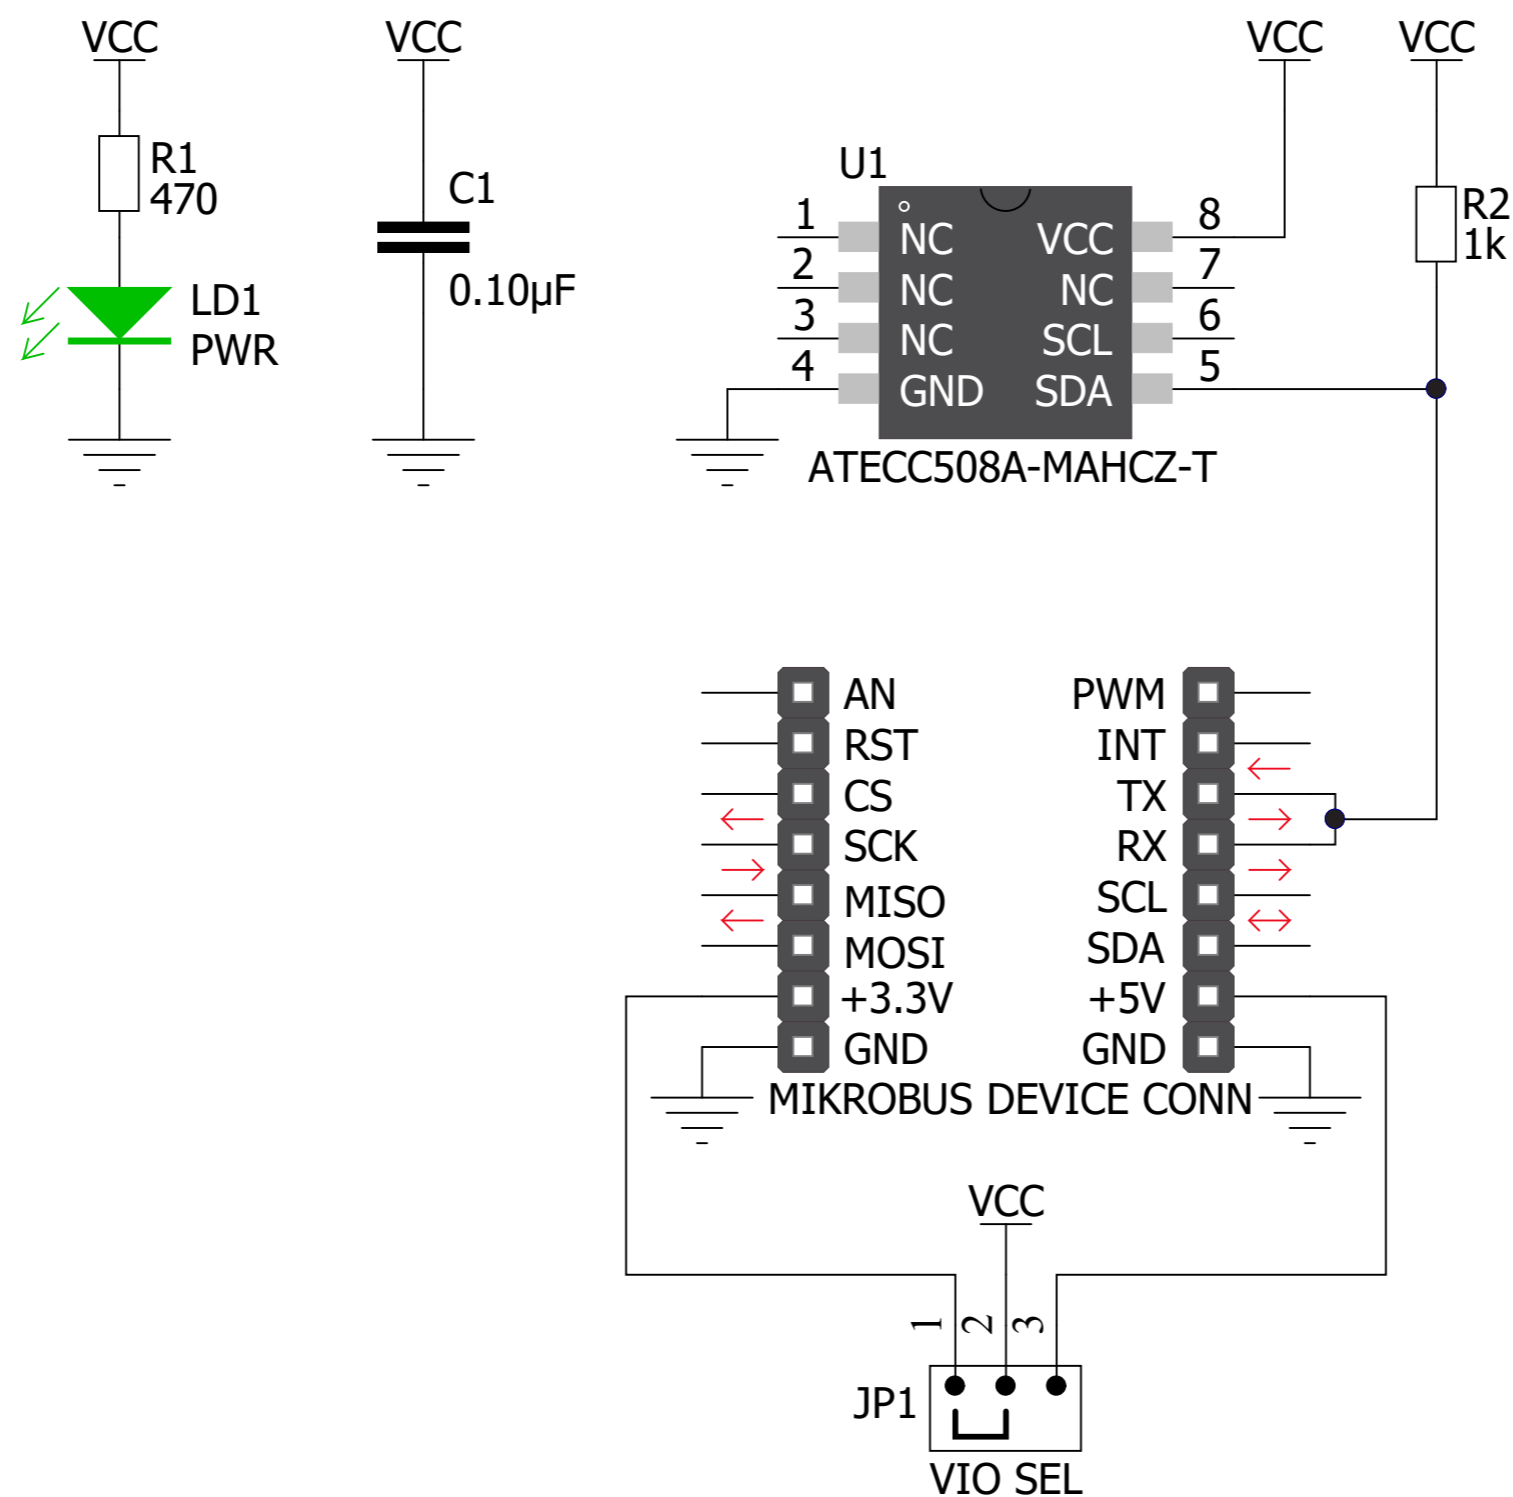 VCC
VCC
VCC
VCC
R1
470
LD1
PWR
C1
0.10µF
U1
1
2
3
4
NC
NC
NC
GND
VCC
NC
SCL
SDA
8
7
6
5
ATECC508A-MAHCZ-T
R2
1k
AN
RST
CS
SCK
MISO
MOSI
+3.3V
GND
PWM
INT
TX
RX
SCL
SDA
+5V
GND
MIKROBUS DEVICE CONN
VCC
1
2
3
JP1
VIO SEL